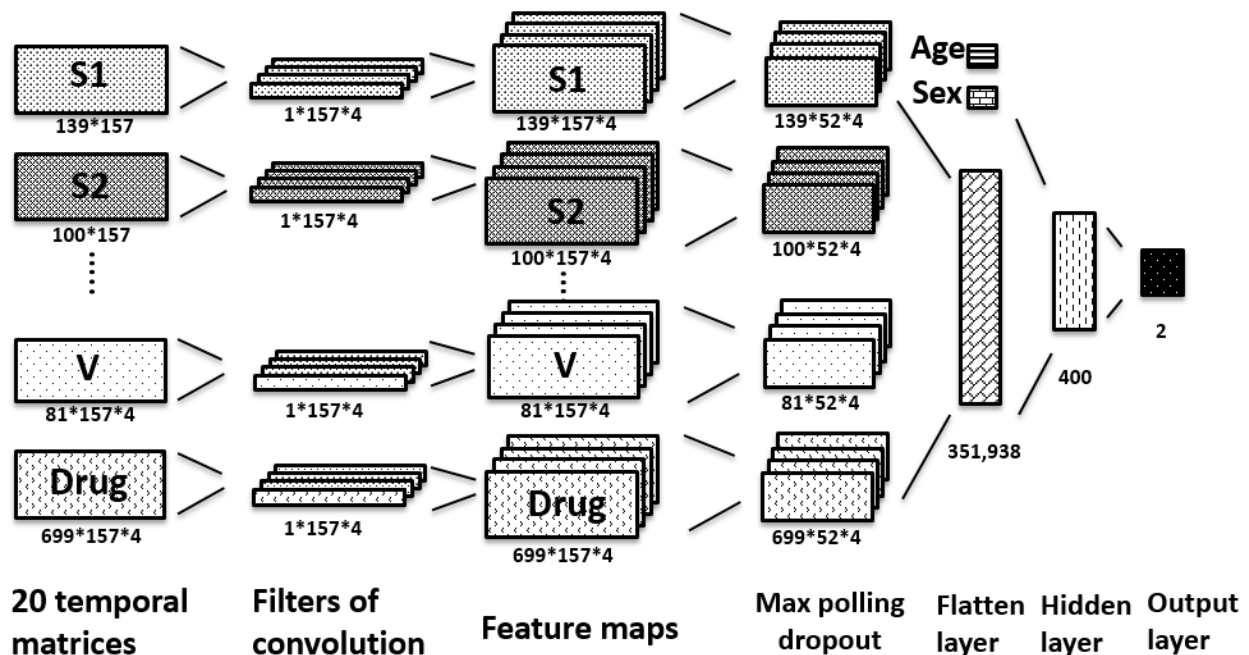 S1
139*157
1*157*4
S1
139*157*4
139*52*4
Age
Sex
S2
100*157
1*157*4
S2
100*157*4
100*52*4
V
81*157*4
1*157*4
V
81*157*4
81*52*4
Drug
699*157*4
1*157*4
Drug
699*157*4
699*52*4
351,938
400
2
20 temporal
matrices
Filters of
convolution
Feature maps
Max polling
dropout
Flatten
layer
Hidden
layer
Output
layer